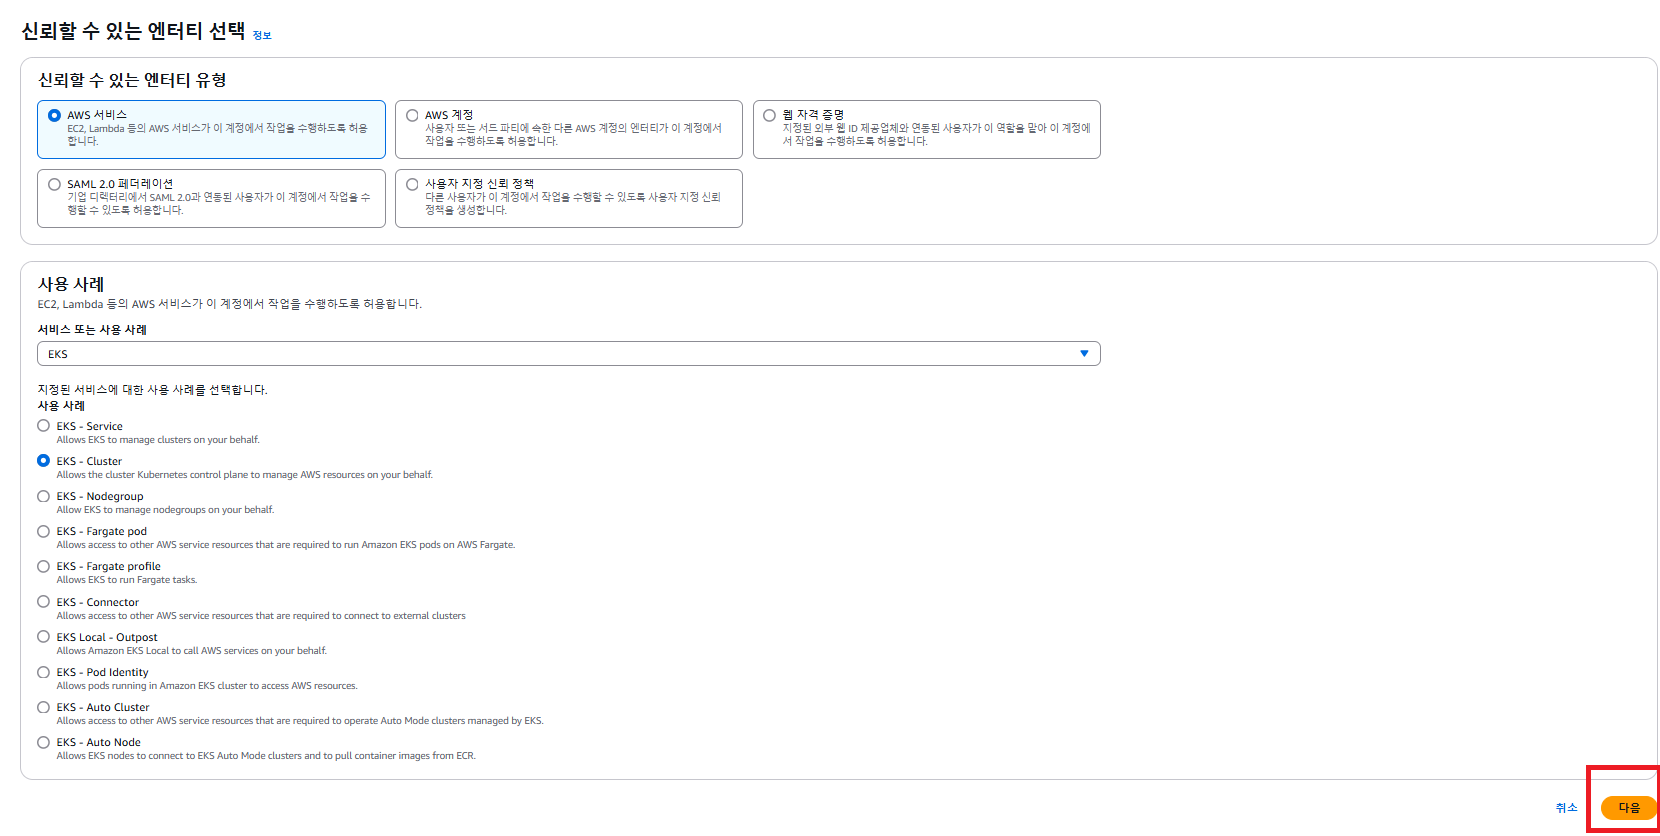 신뢰할 수 있는 엔터티 선택 정보
신뢰할 수 있는 엔터티 유형
AWS 서비스
EC2, Lambda 등의 AWS 서비스가 이 계정에서 작업을 수행하도록 허용
합니다.
AWS 계정
사용자 또는 서드 파티에 속한 다른 AWS 계정의 엔터티가 이 계정에서
작업을 수행하도록 허용합니다.
웹 자격 증명
지정된 외부 웹 ID 제공업체와 연동된 사용자가 이 역할을 맡아 이 계정에
서 작업을 수행하도록 허용합니다.
SAML 2.0 페더레이션
기업 디렉터리에서 SAML 2.0과 연동된 사용자가 이 계정에서 작업을 수
행할 수 있도록 허용합니다.
사용자 지정 신뢰 정책
다른 사용자가 이 계정에서 작업을 수행할 수 있도록 사용자 지정 신뢰
정책을 생성합니다.
사용 사례
EC2, Lambda 등의 AWS 서비스가 이 계정에서 작업을 수행하도록 허용합니다.
서비스 또는 사용 사례
EKS
지정된 서비스에 대한 사용 사례를 선택합니다.
사용 사례
EKS - Service
Allows EKS to manage clusters on your behalf.
EKS - Cluster
Allows the cluster Kubernetes control plane to manage AWS resources on your behalf.
EKS - Nodegroup
Allow EKS to manage nodegroups on your behalf.
EKS - Fargate pod
Allows access to other AWS service resources that are required to run Amazon EKS pods on AWS Fargate.
EKS - Fargate profile
Allows EKS to run Fargate tasks.
EKS - Connector
Allows access to other AWS service resources that are required to connect to external clusters
EKS Local - Outpost
Allows Amazon EKS Local to call AWS services on your behalf.
EKS - Pod Identity
Allows pods running in Amazon EKS cluster to access AWS resources.
EKS - Auto Cluster
Allows access to other AWS service resources that are required to operate Auto Mode clusters managed by EKS.
EKS - Auto Node
Allows EKS nodes to connect to EKS Auto Mode clusters and to pull container images from ECR.
취소
다음